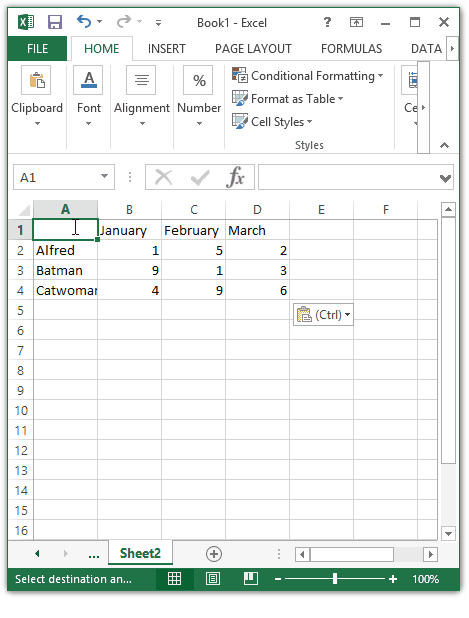 Book1 - Excel ?
FILE HOME INSERT PAGE LAYOUT FORMULAS DATA
Clipboard Font Alignment Number
A %
Conditional Formatting
Format as Table
Cell Styles
Styles
A1 fx
A B C D E F
1 January February March
2 Alfred 1 5 2
3 Batman 9 1 3
4 Catwoman 4 9 6
5 (Ctrl)
6
7
8
9
10
11
12
13
14
15
16
... Sheet2
Select destination an... 100%